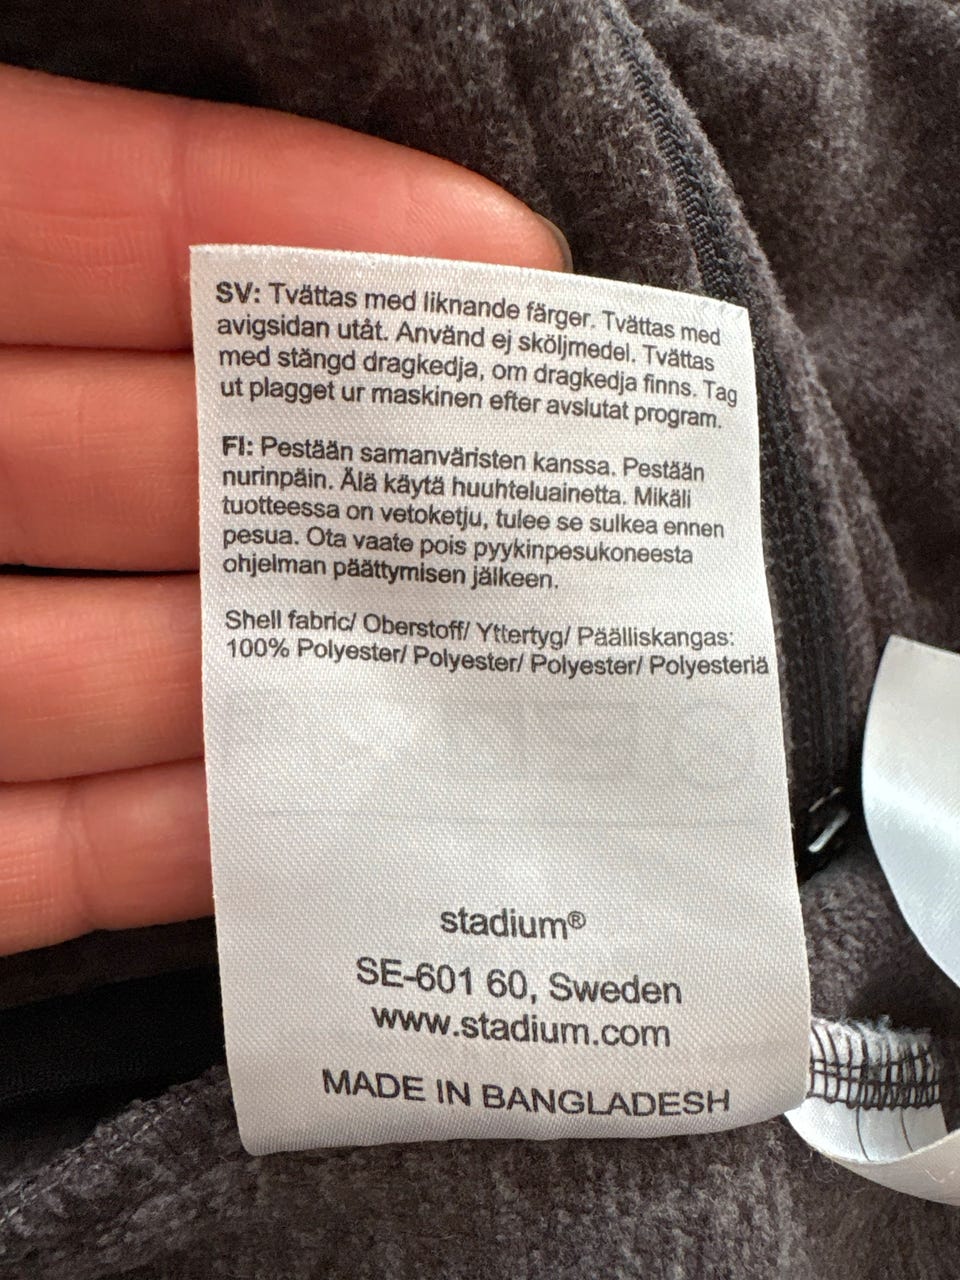 SV: Tvättas med liknande färger. Tvättas med
avigsidan utåt. Använd ej sköljmedel. Tvättas
med stängd dragkedja, om dragkedja finns. Tag
ut plagget ur maskinen efter avslutat program.
FI: Pestään samanväristen kanssa. Pestään
nurinpäin. Älä käytä huuhteluainetta. Mikäli
tuotteessa on vetoketju, tulee se sulkea ennen
pesua. Ota vaate pois pyykinpesukoneesta
ohjelman päättymisen jälkeen.
Shell fabric/ Oberstoff/ Yttertyg/ Päälliskangas:
100% Polyester/ Polyester/ Polyester/ Polyesteriä
stadium®
SE-601 60, Sweden
www.stadium.com
MADE IN BANGLADESH